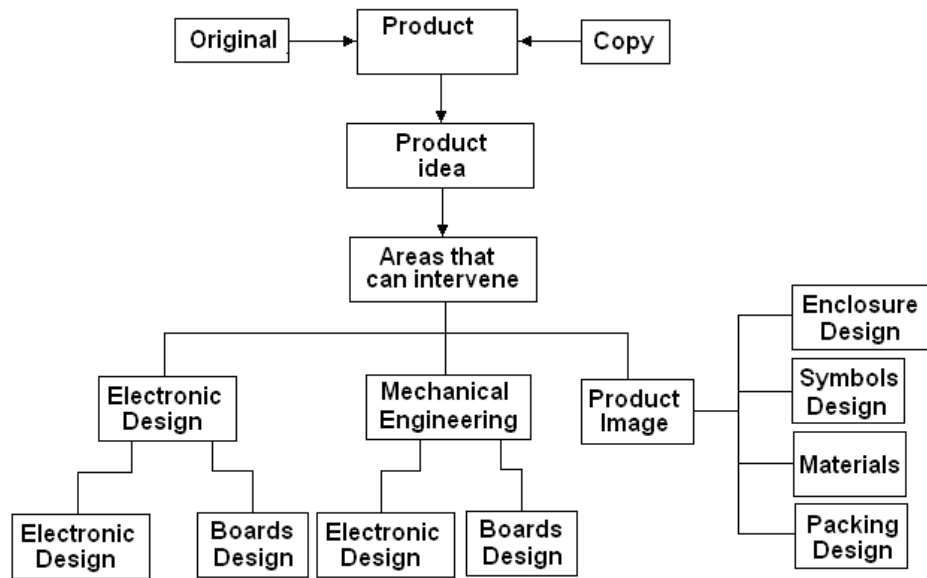 Original
Product
Copy
Product
idea
Areas that
can intervene
Electronic
Design
Mechanical
Engineering
Product
Image
Enclosure
Design
Symbols
Design
Materials
Packing
Design
Electronic
Design
Boards
Design
Electronic
Design
Boards
Design